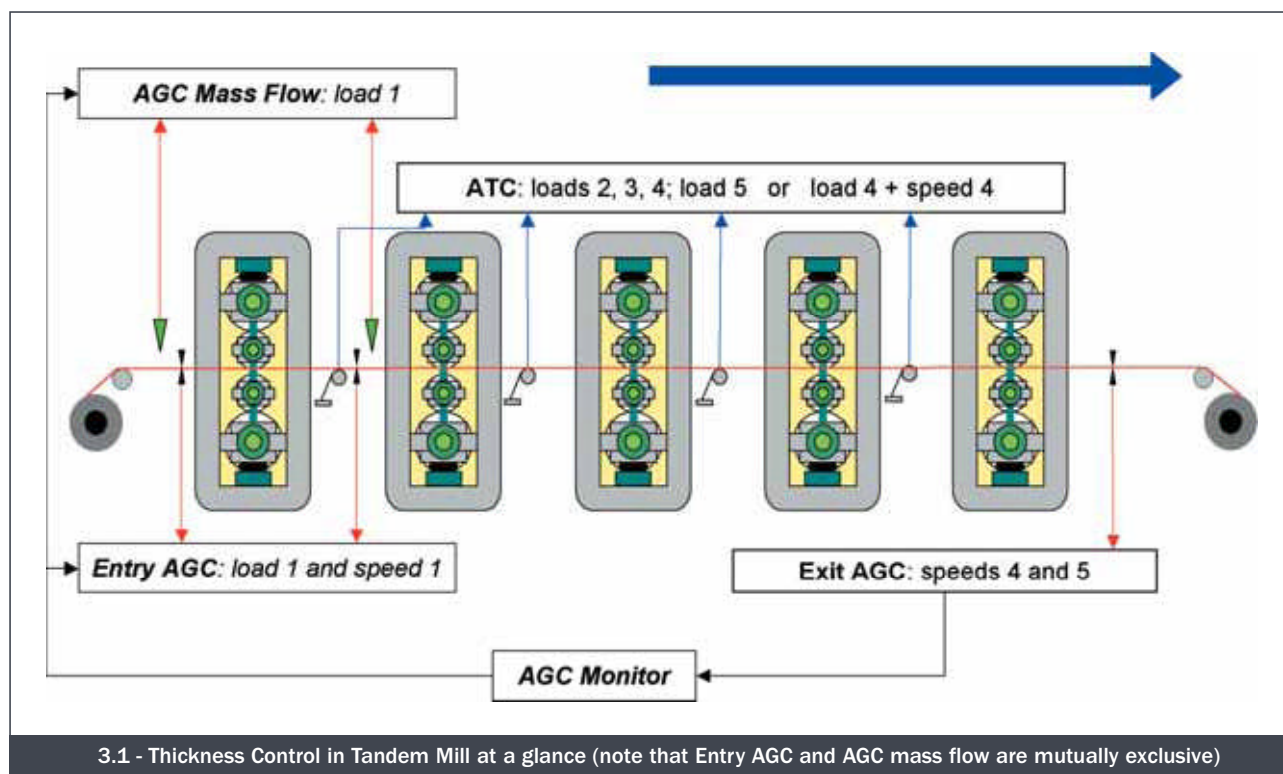 AGC Mass Flow: load 1
ATC: loads 2, 3, 4; load 5 or load 4 + speed 4
Entry AGC: load 1 and speed 1
Exit AGC: speeds 4 and 5
AGC Monitor
3.1 - Thickness Control in Tandem Mill at a glance (note that Entry AGC and AGC mass flow are mutually exclusive)